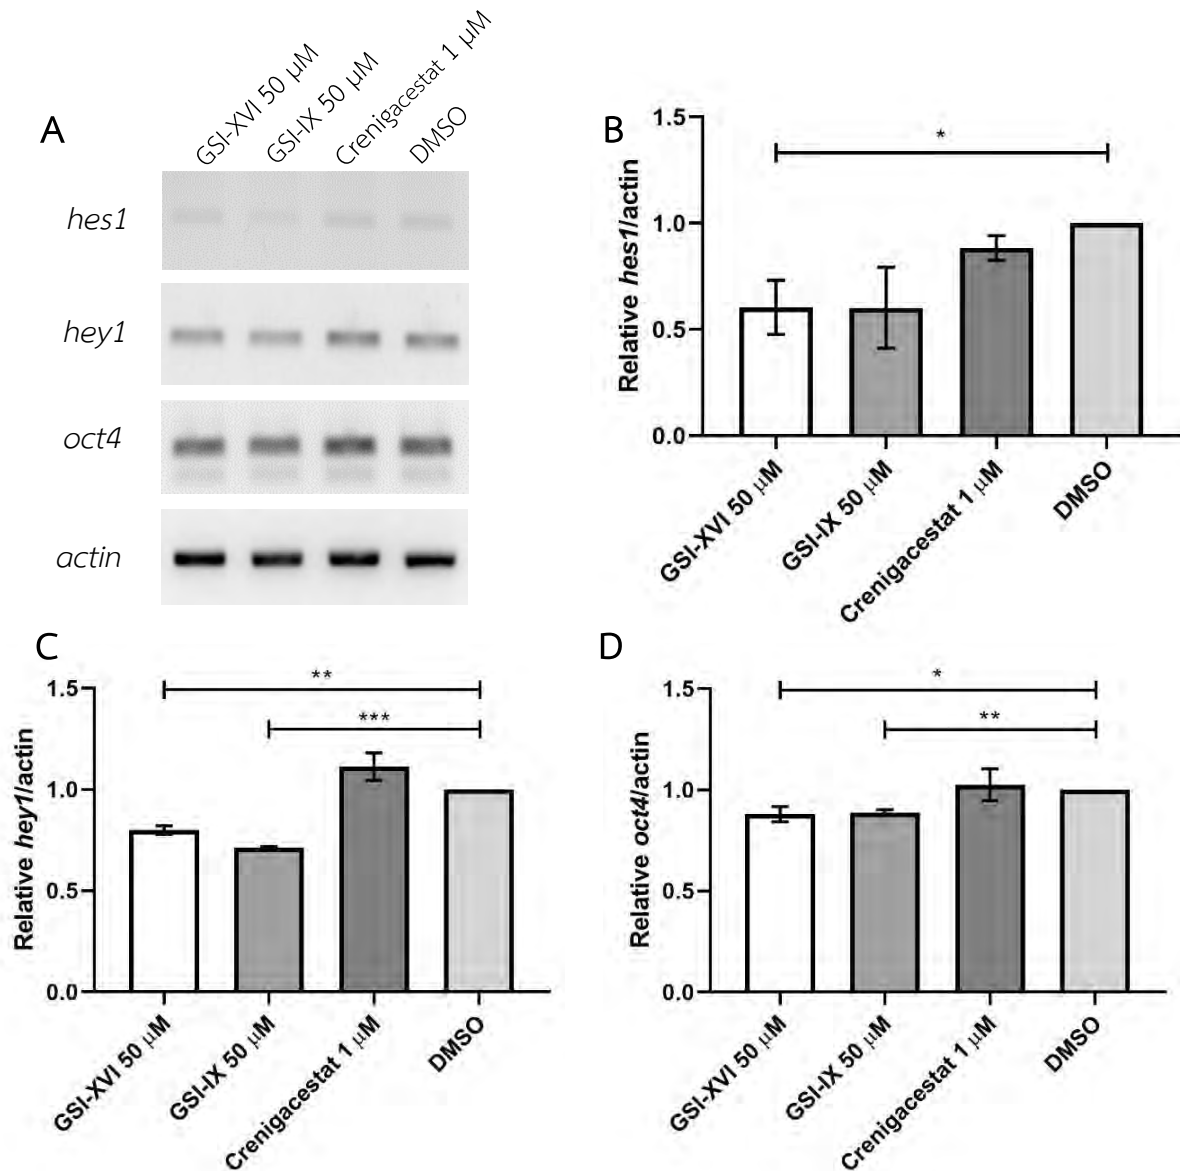 A
GSI-XVI 50 μM
GSI-IX 50 μM
Crenigacestat 1 μM
DMSO
hes1
hey1
oct4
actin
B
Relative hes1/actin
1.5
1.0
0.5
0.0
*
GSI-XVI 50 μM
GSI-IX 50 μM
Crenigacestat 1 μM
DMSO
C
Relative hey1/actin
1.5
1.0
0.5
0.0
**
***
GSI-XVI 50 μM
GSI-IX 50 μM
Crenigacestat 1 μM
DMSO
D
Relative oct4/actin
1.5
1.0
0.5
0.0
*
**
GSI-XVI 50 μM
GSI-IX 50 μM
Crenigacestat 1 μM
DMSO